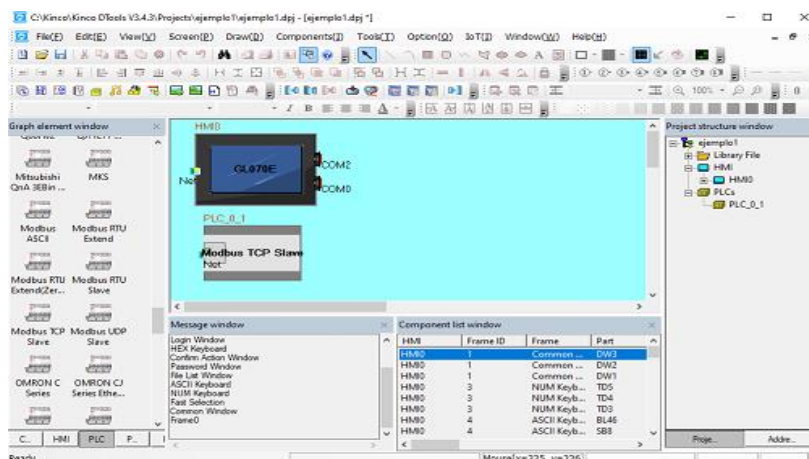 C:\Kinco\Kinco DTools V3.4.3\Projects\ejemplo1\ejemplo1.dpj - [ejemplo1.dpj *]
File(F) Edit(E) View(V) Screen(P) Draw(D) Components(I) Tools(T) Option(O) IoT(I) Window(W) Help(H)
100%
Graph element window
Mitsubishi QnA 3EBin ...
MKS
Modbus ASCII
Modbus RTU Extend
Modbus RTU Extend(Zer...
Modbus RTU Slave
Modbus TCP Slave
Modbus UDP Slave
OMRON C Series
OMRON CJ Series Ethe...
C... HMI PLC P...
HMI0
GL070E
COM2
COM0
Net
PLC_0_1
Modbus TCP Slave
Net
Project structure window
ejemplo1
Library File
HMI
HMI0
PLCs
PLC_0_1
Proje... Addre...
Message window
Login Window
HEX Keyboard
Confirm Action Window
Password Window
File List Window
ASCII Keyboard
NUM Keyboard
Fast Selection
Common Window
Frame0
Component list window
HMI Frame ID Frame Part
HMI0 1 Common ... DW3
HMI0 1 Common ... DW2
HMI0 1 Common ... DW1
HMI0 3 NUM Keyb... TD5
HMI0 3 NUM Keyb... TD4
HMI0 3 NUM Keyb... TD3
HMI0 4 ASCII Keyb... BL46
HMI0 4 ASCII Keyb... SB8
Ready